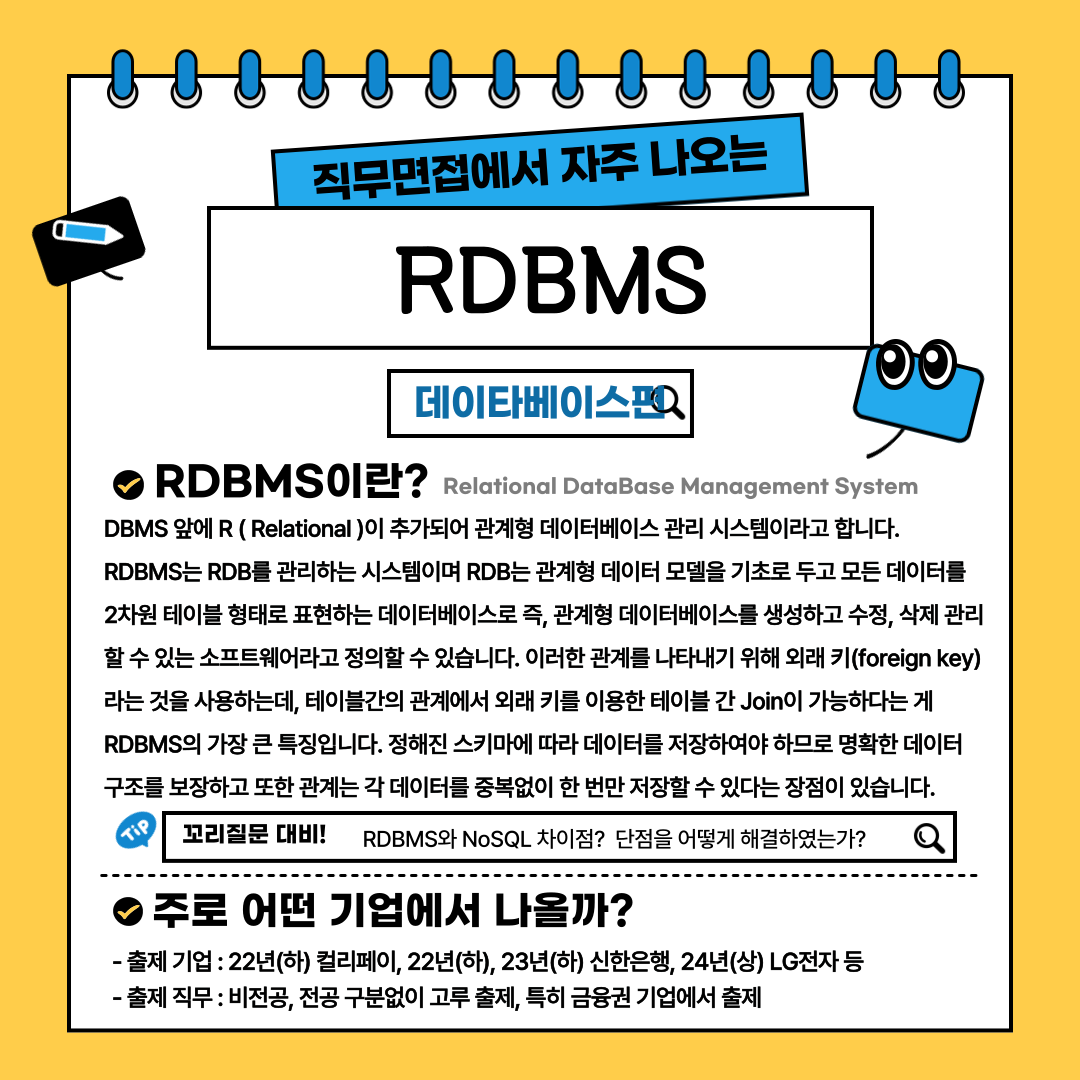 직무면접에서 자주 나오는
RDBMS
데이타베이스편
RDBMS이란? Relational DataBase Management System
DBMS 앞에 R ( Relational )이 추가되어 관계형 데이터베이스 관리 시스템이라고 합니다.
RDBMS는 RDB를 관리하는 시스템이며 RDB는 관계형 데이터 모델을 기초로 두고 모든 데이터를
2차원 테이블 형태로 표현하는 데이터베이스로 즉, 관계형 데이터베이스를 생성하고 수정, 삭제 관리
할 수 있는 소프트웨어라고 정의할 수 있습니다. 이러한 관계를 나타내기 위해 외래 키(foreign key)
라는 것을 사용하는데, 테이블간의 관계에서 외래 키를 이용한 테이블 간 Join이 가능하다는 게
RDBMS의 가장 큰 특징입니다. 정해진 스키마에 따라 데이터를 저장하여야 하므로 명확한 데이터
구조를 보장하고 또한 관계는 각 데이터를 중복없이 한 번만 저장할 수 있다는 장점이 있습니다.
TiP 꼬리질문 대비! RDBMS와 NoSQL 차이점? 단점을 어떻게 해결하였는가?
주로 어떤 기업에서 나올까?
- 출제 기업 : 22년(하) 컬리페이, 22년(하), 23년(하) 신한은행, 24년(상) LG전자 등
- 출제 직무 : 비전공, 전공 구분없이 고루 출제, 특히 금융권 기업에서 출제